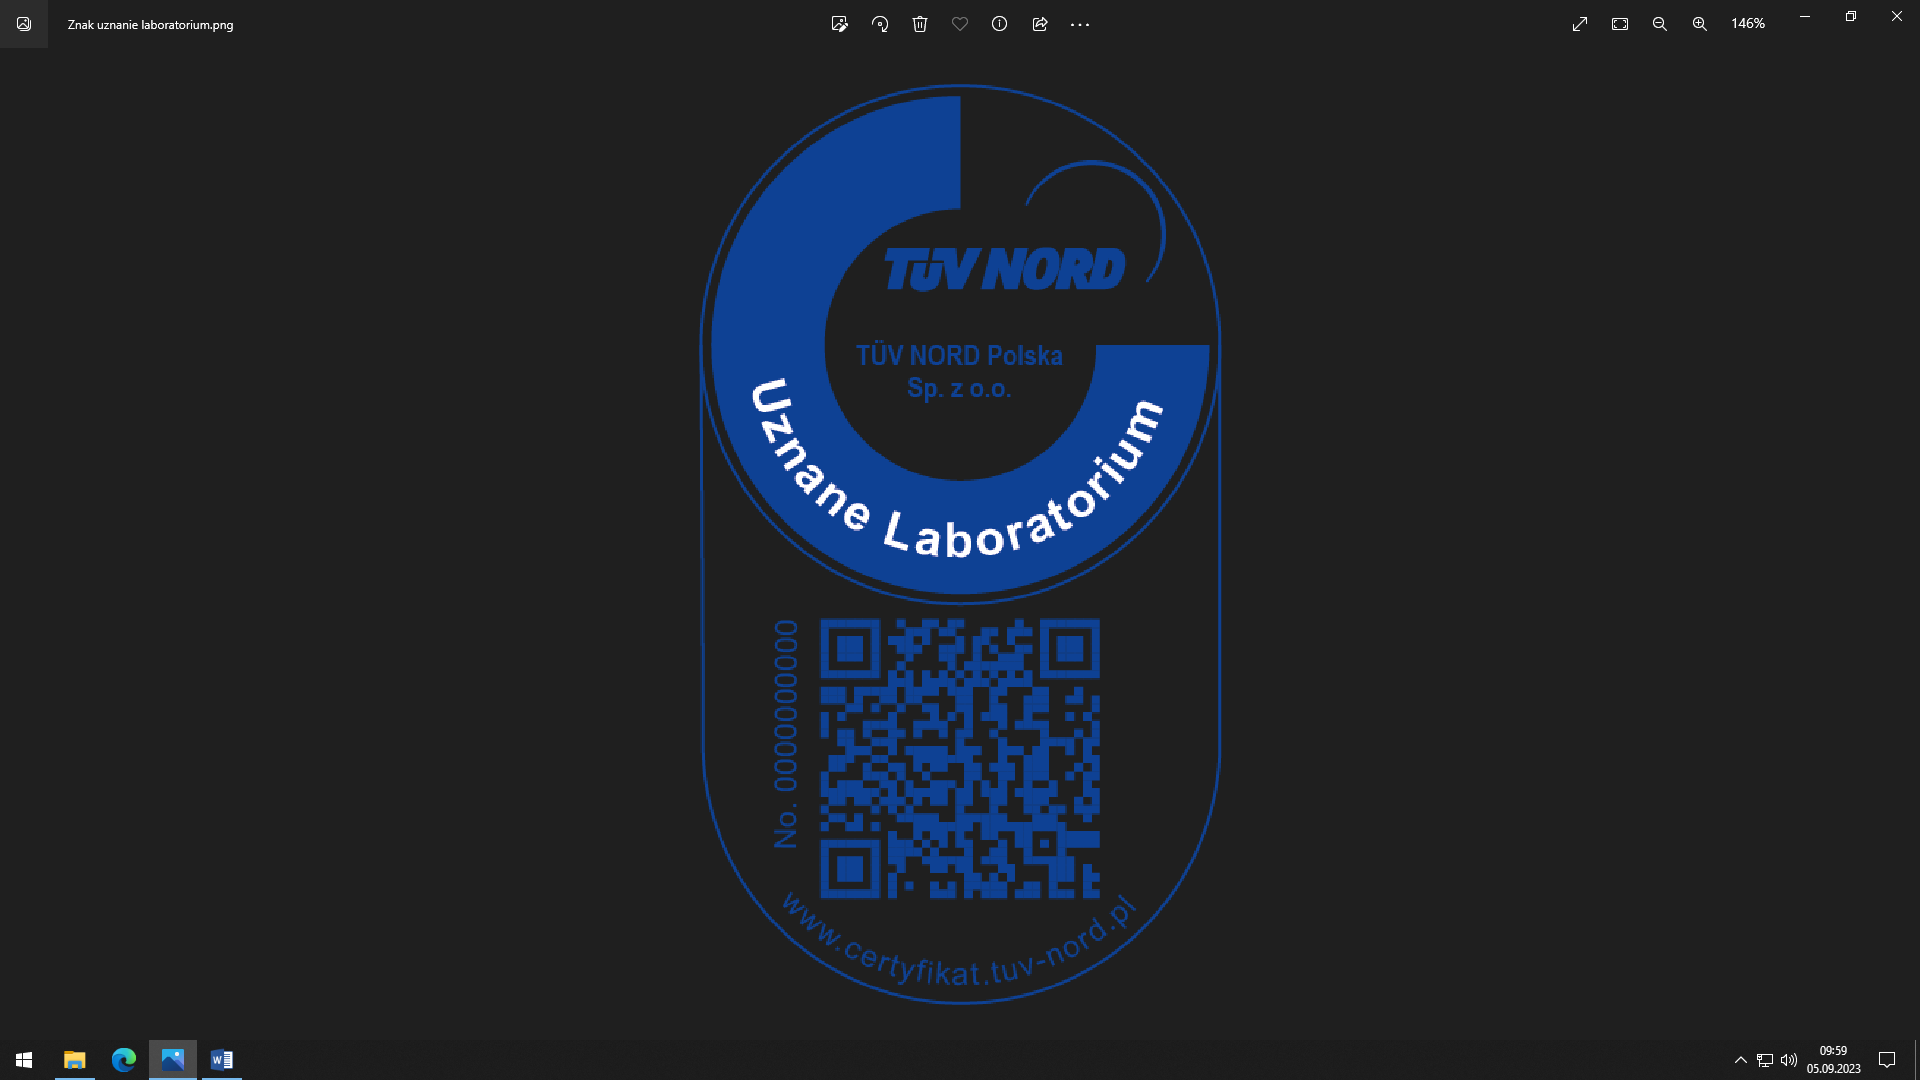 Znak uznanie laboratorium.png
146%
TÜV NORD
TÜV NORD Polska
Sp. z o.o.
Uznane Laboratorium
No. 0000000000
www.certyfikat.tuv-nord.pl
W
09:59
05.09.2023